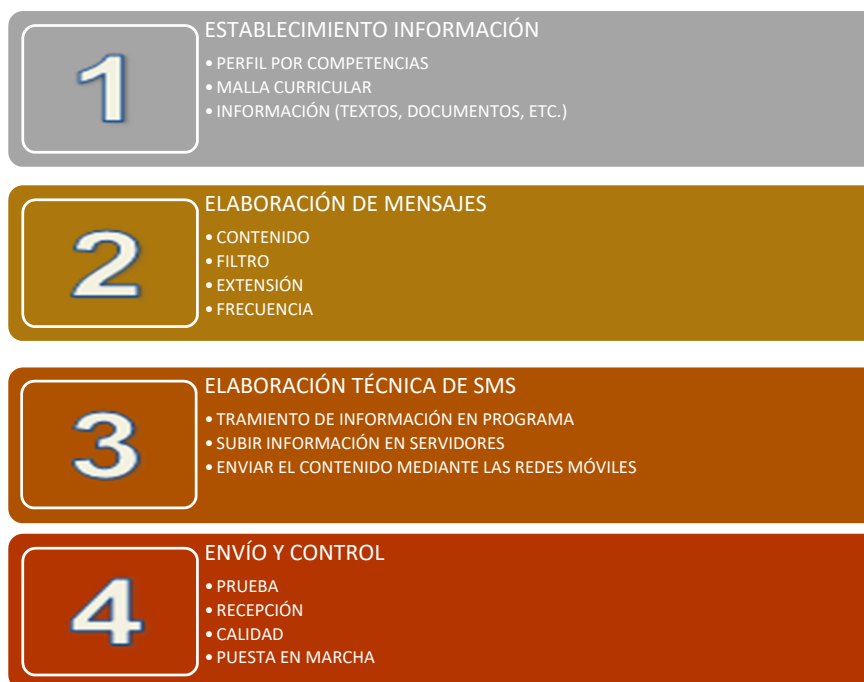 1
ESTABLECIMIENTO INFORMACIÓN
• PERFIL POR COMPETENCIAS
• MALLA CURRICULAR
• INFORMACIÓN (TEXTOS, DOCUMENTOS, ETC.)
2
ELABORACIÓN DE MENSAJES
• CONTENIDO
• FILTRO
• EXTENSIÓN
• FRECUENCIA
3
ELABORACIÓN TÉCNICA DE SMS
• TRAMIENTO DE INFORMACIÓN EN PROGRAMA
• SUBIR INFORMACIÓN EN SERVIDORES
• ENVIAR EL CONTENIDO MEDIANTE LAS REDES MÓVILES
4
ENVÍO Y CONTROL
• PRUEBA
• RECEPCIÓN
• CALIDAD
• PUESTA EN MARCHA